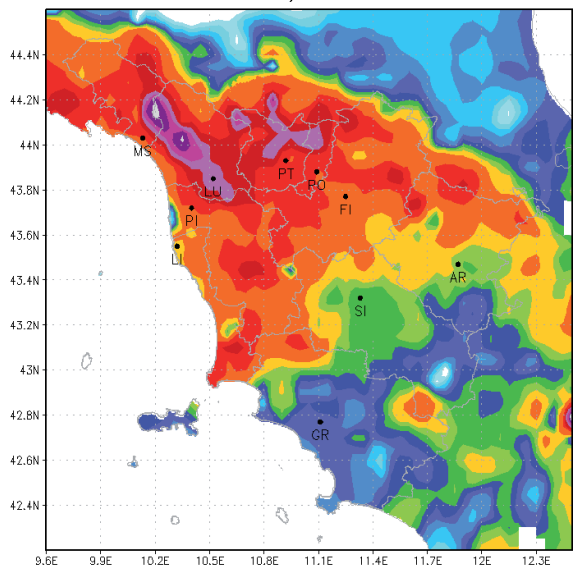 44.4N
44.2N
44N
43.8N
43.6N
43.4N
43.2N
43N
42.8N
42.6N
42.4N
MS
PT
PO
LU
FI
PI
LI
AR
SI
GR
9.6E 9.9E 10.2E 10.5E 10.8E 11.1E 11.4E 11.7E 12E 12.3E